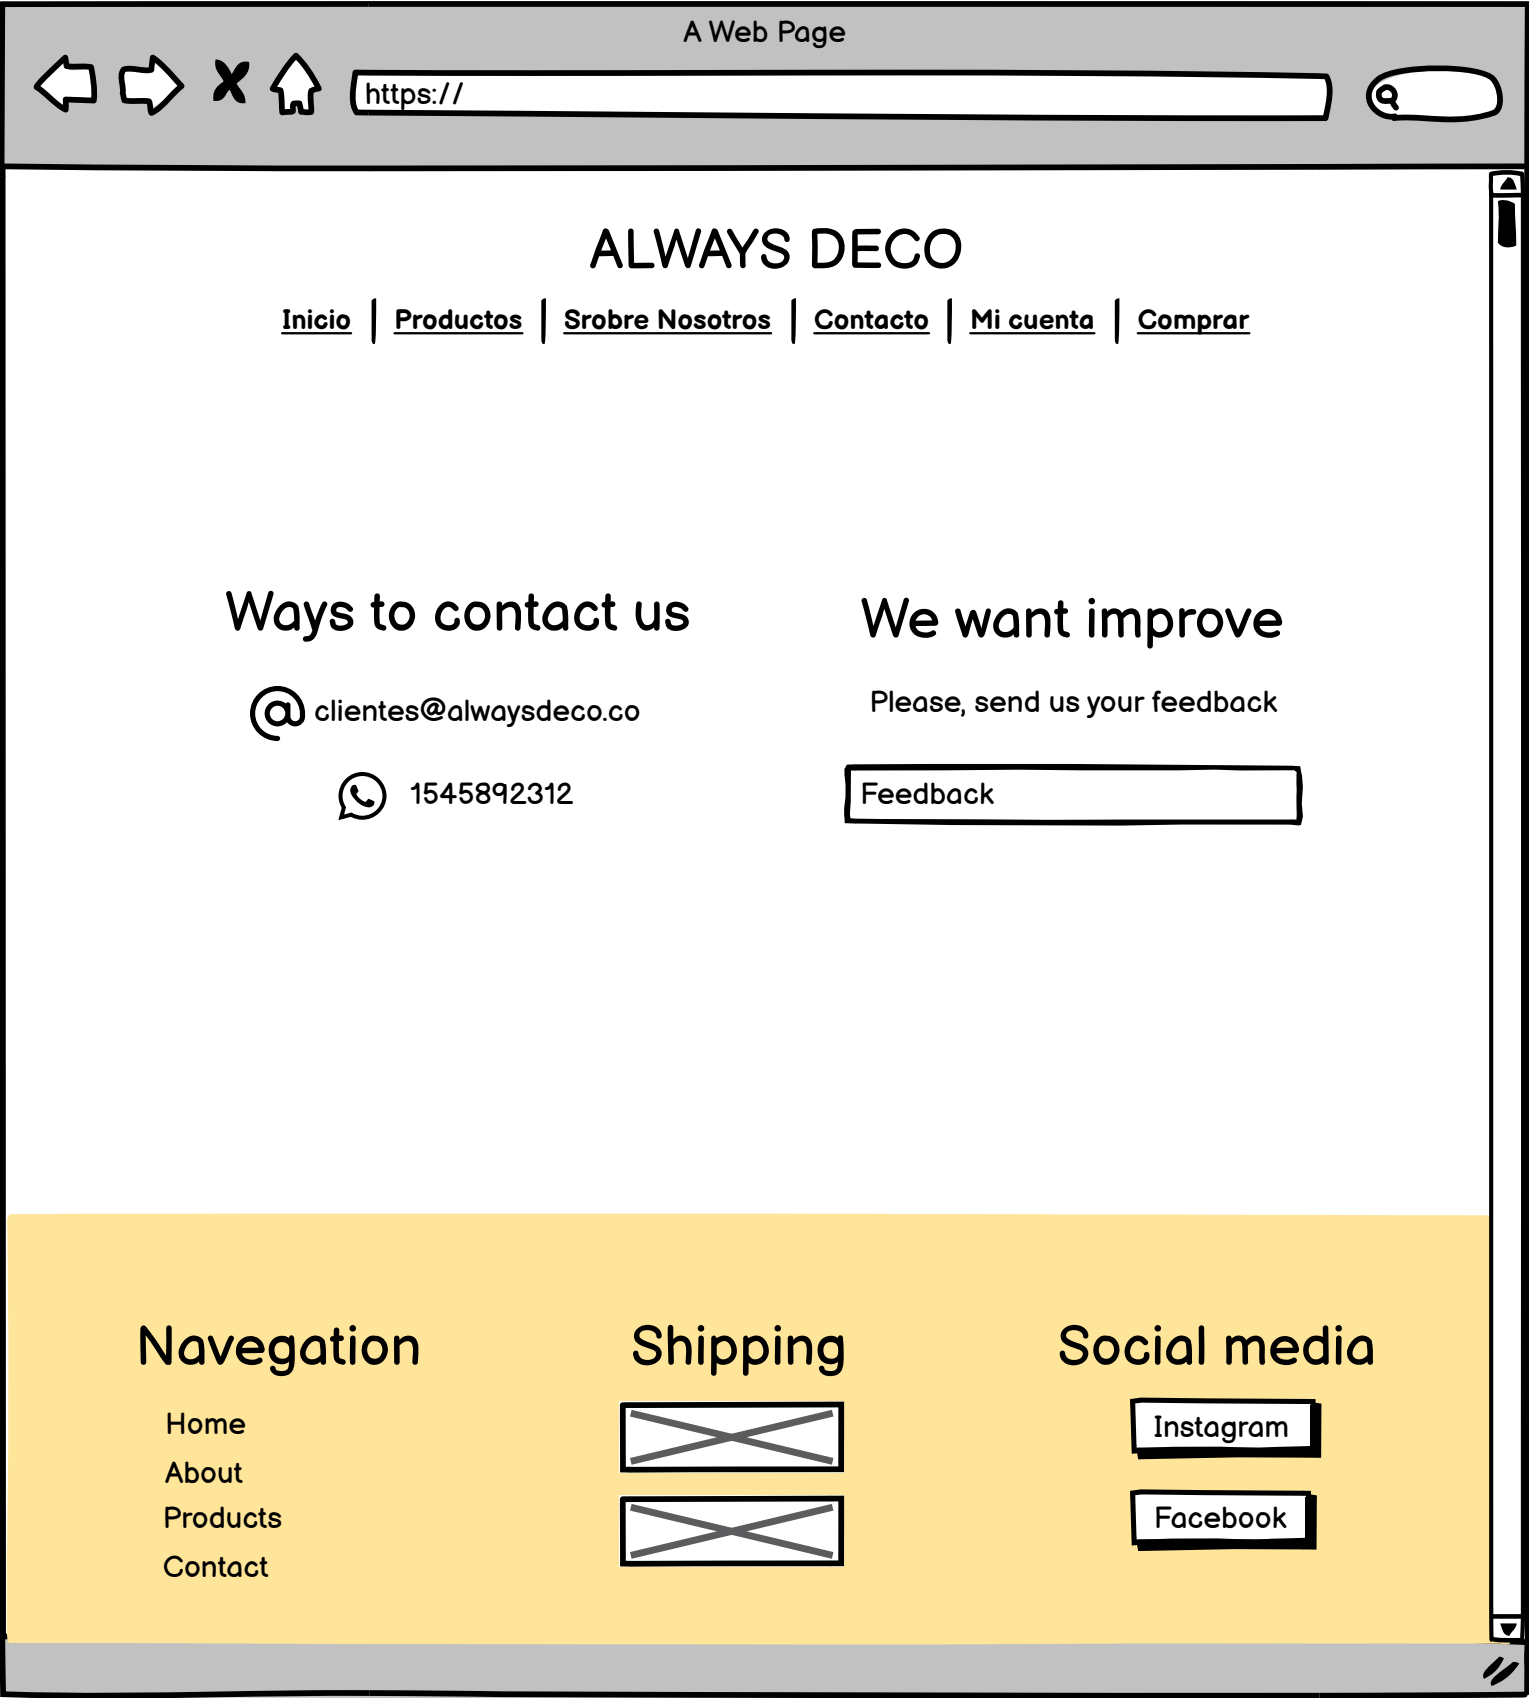 A Web Page
https://
ALWAYS DECO
Inicio | Productos | Srobre Nosotros | Contacto | Mi cuenta | Comprar
Ways to contact us
clientes@alwaysdeco.co
1545892312
We want improve
Please, send us your feedback
Feedback
Navegation
Home
About
Products
Contact
Shipping
Social media
Instagram
Facebook